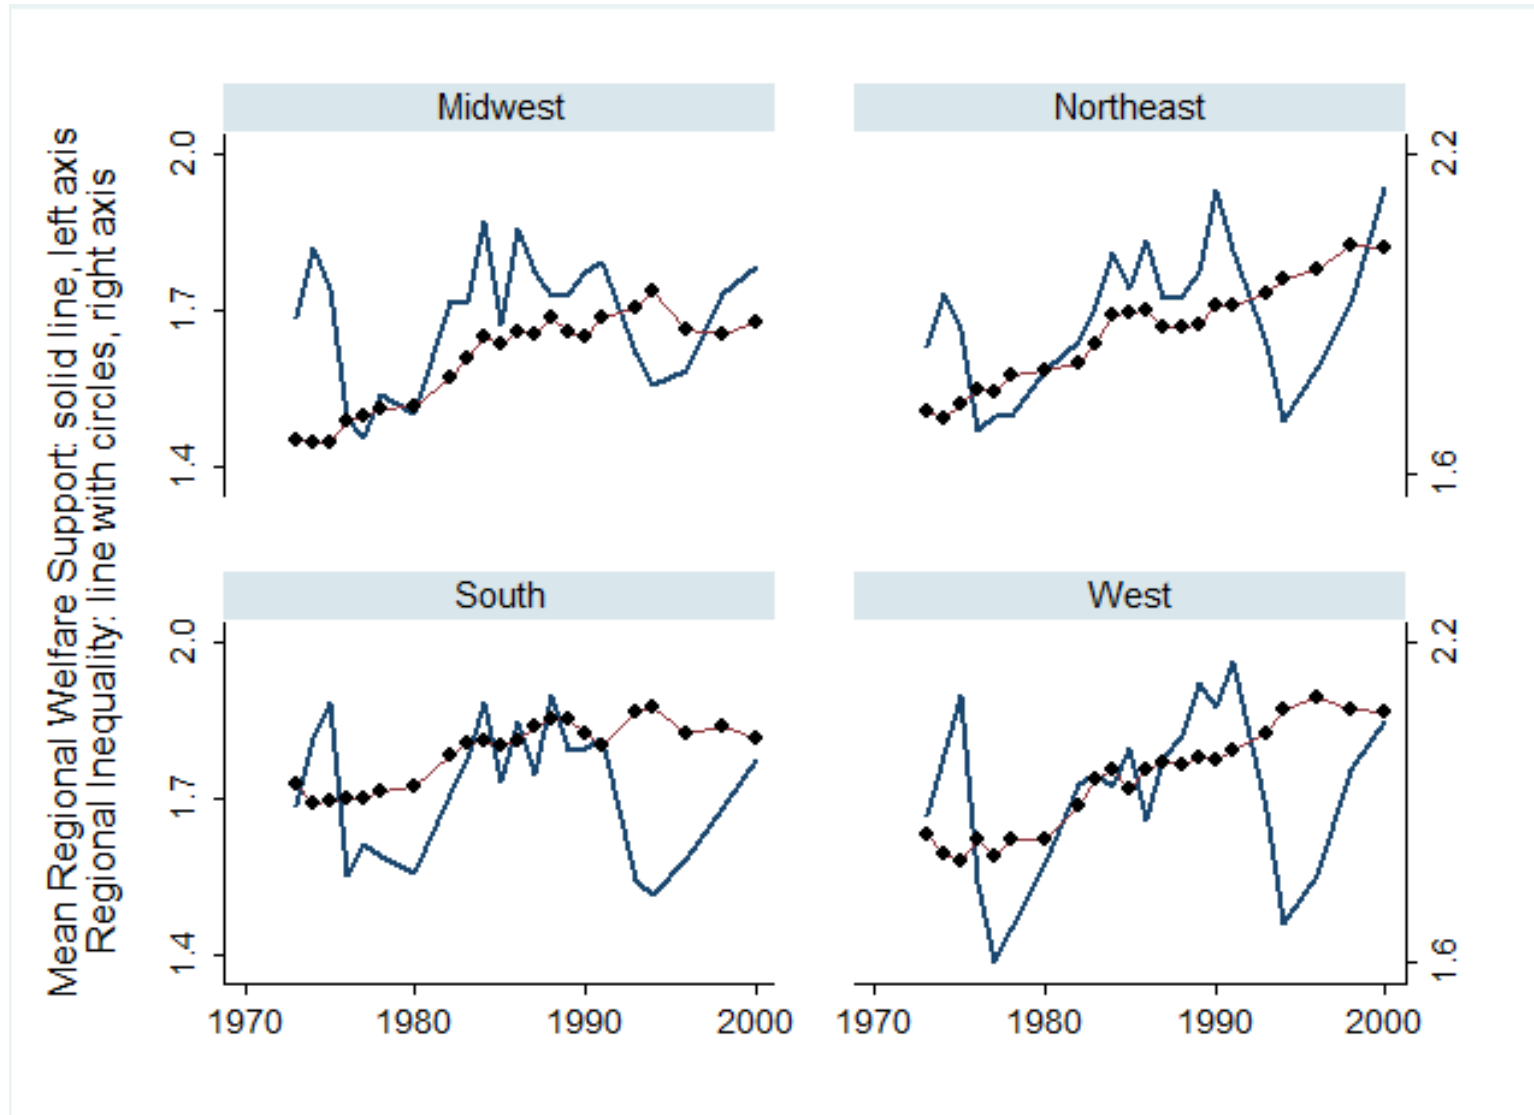 Mean Regional Welfare Support: solid line, left axis
Regional Inequality: line with circles, right axis
Midwest
2.0
1.7
1.4
Northeast
2.2
1.6
South
2.0
1.7
1.4
1970 1980 1990 2000
West
2.2
1.6
1970 1980 1990 2000